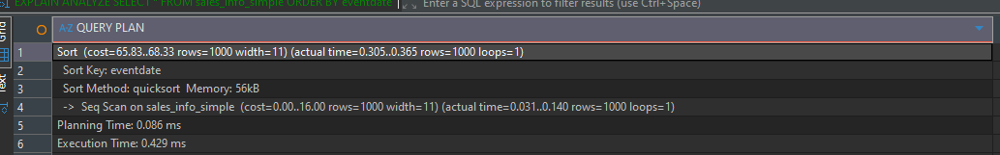 EXPLAIN ANALYZE SELECT * FROM sales_info_simple ORDER BY eventdate Enter a SQL expression to filter results (use Ctrl+Space)
Grid
Text
A-Z QUERY PLAN
1 Sort (cost=65.83..68.33 rows=1000 width=11) (actual time=0.305..0.365 rows=1000 loops=1)
2 Sort Key: eventdate
3 Sort Method: quicksort Memory: 56kB
4 -> Seq Scan on sales_info_simple (cost=0.00..16.00 rows=1000 width=11) (actual time=0.031..0.140 rows=1000 loops=1)
5 Planning Time: 0.086 ms
6 Execution Time: 0.429 ms